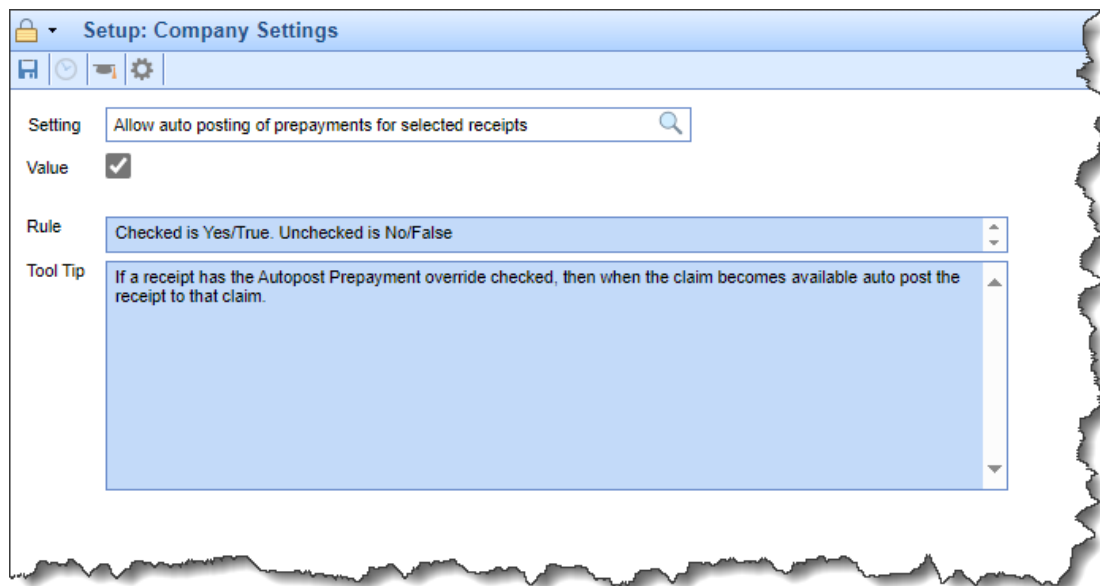 Setup: Company Settings
Setting
Allow auto posting of prepayments for selected receipts
Value
Rule
Checked is Yes/True. Unchecked is No/False
Tool Tip
If a receipt has the Autopost Prepayment override checked, then when the claim becomes available auto post the
receipt to that claim.